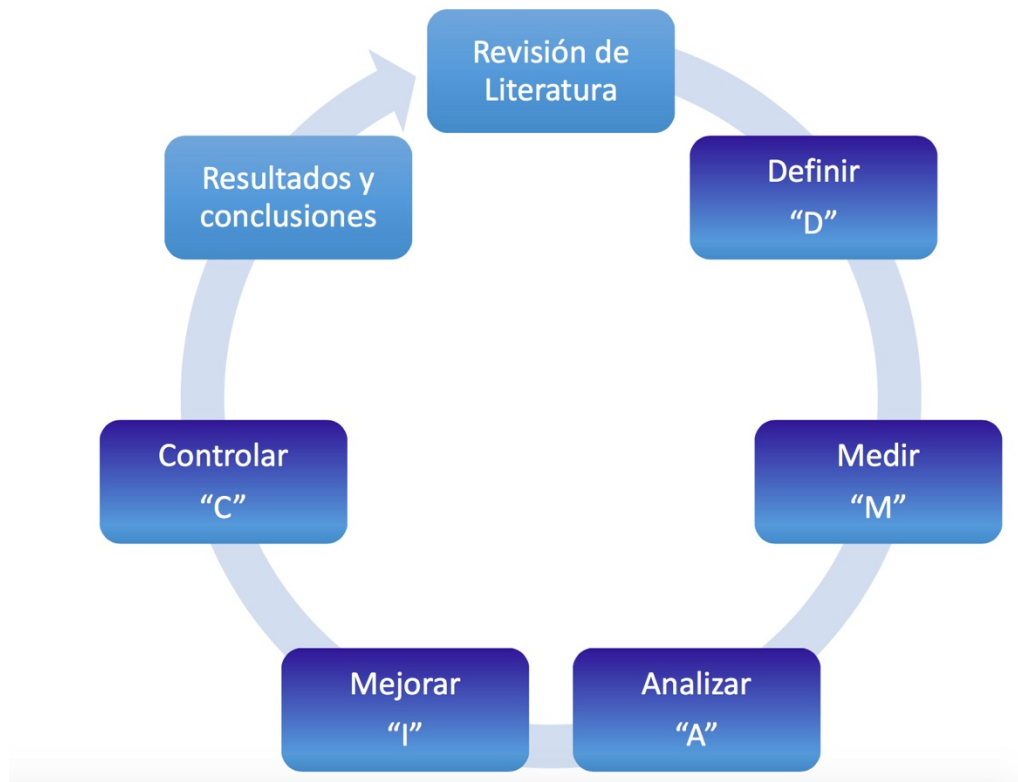 Revisión de
Literatura
Definir
“D”
Medir
“M”
Analizar
“A”
Mejorar
“I”
Controlar
“C”
Resultados y
conclusiones